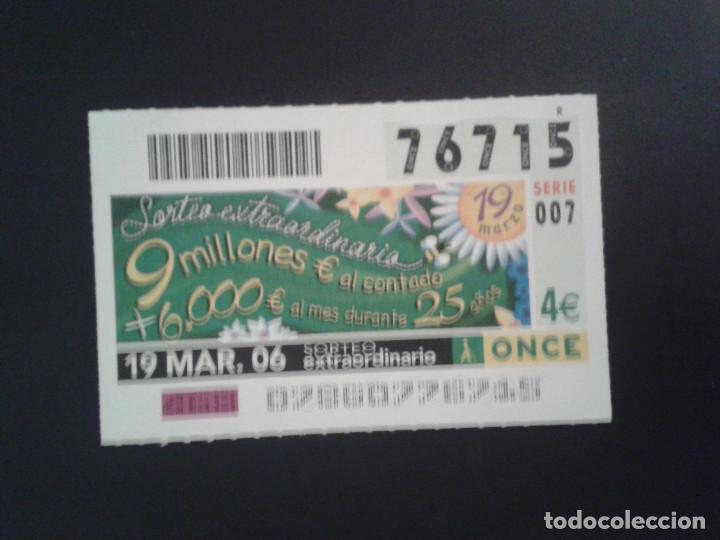 R
76715
SERIE
007
Sorteo extraordinario
19
marzo
9 millones € al contado
+6.000 € al mes durante 25 años
4€
19 MAR. 06 SORTEO
extraordinario
ONCE
todocoleccion.net